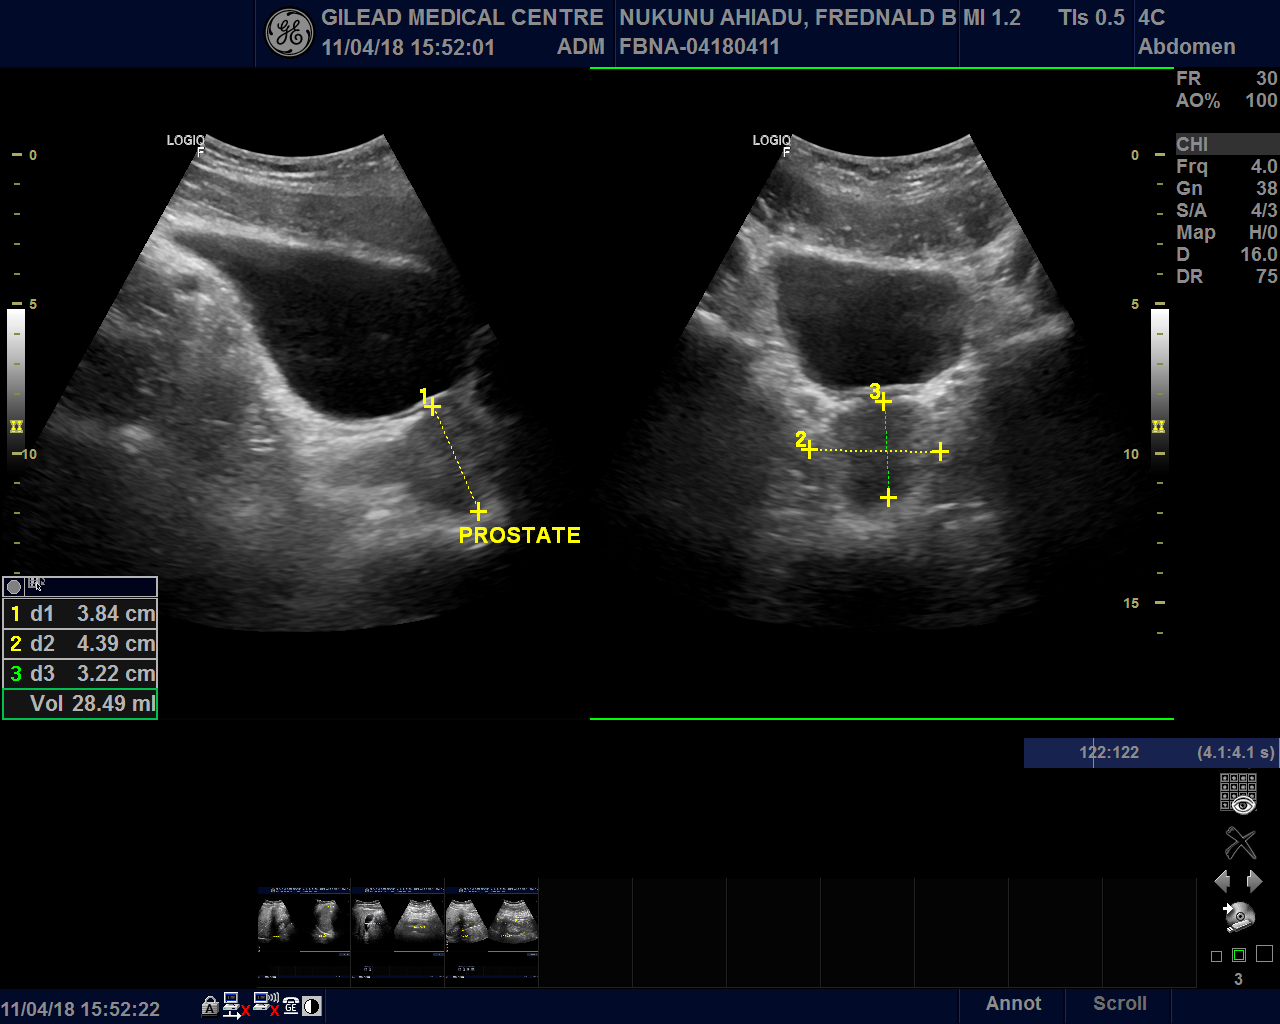 GILEAD MEDICAL CENTRE
11/04/18 15:52:01 ADM
NUKUNU AHIADU, FREDNALD B
FBNA-04180411
MI 1.2 TIs 0.5
4C
Abdomen
FR 30
AO% 100
CHI
Frq 4.0
Gn 38
S/A 4/3
Map H/0
D 16.0
DR 75
LOGIQ
F
LOGIQ
F
0
5
10
0
5
10
15
1
2
3
PROSTATE
1 d1 3.84 cm
2 d2 4.39 cm
3 d3 3.22 cm
Vol 28.49 ml
122:122 (4.1:4.1 s)
3
11/04/18 15:52:22
Annot
Scroll